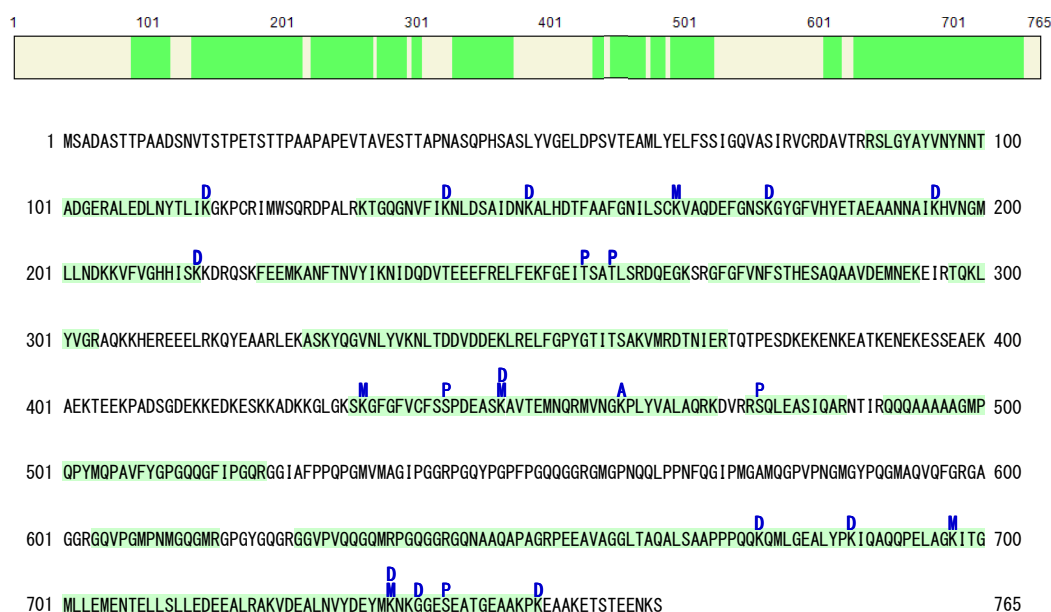 1 101 201 301 401 501 601 701 765
1 MSADASTTPAADSNVTSTPETSTTPAAPAPEVTAVESTTAPNASQPHSASLYVGELDPSVTEAMLYELFSSIGQVASIRVCRDAVTRRSLGYAYVNYNNT 100
D D D M D D
101 ADGERALEDLNYTLIKGKPCRIMWSQRDPALRKTGQGNVFIKNLDSAIDNKALHDTFAAFGNILSCKVAQDEFGNSKGYGFVHYETAEAANNAIKHVNGM 200
D P P
201 LLNDKKVFVGHHISKKDRQSKFEEMKANFTNVYIKNIDQDVTEEEFRELFEKFGEITSATLSRDQEGKSRGFGFVNFSTHESAQAAVDEMNEKEIRTQKL 300
301 YVGRAQKKHEREEELRKQYEAARLEKASKYQGVNLYVKNLTDDVDDEKLRELFGPYGTITSAKVMRDTNIERTQTPESDKEKENKEATKENEKESSEAEK 400
D
M P M A P
401 AEKTEEKPADSGDEKKEDKESKKADKKGLGKSKGFGFVCFSSPDEASKAVTEMNQRMVNGKPLYVALAQRKDVRRSQLEASIQARNTIRQQQAAAAAGMP 500
501 QPYMQPAVFYGPGQQGFIPGQRGGIAFPPQPGMVMAGIPGGRPGQYPGPFPGQQGGRGMGPNQQLPPNFQGIPMGAMQGPVPNGMGYPQGMAQVQFGRGA 600
D D M
601 GGRGQVPGMPNMGQGMRGPGYGQGRGGVPVQQGQMRPGQGGRGQNAAQAPAGRPEEAVAGGLTAQALSAAPPPQQKQMLGEALYPKIQAQQPELAGKITG 700
D
M D P D
701 MLLEMENTELLSLLEDEEALRAKVDEALNVYDEYMKNKGGESEATGEAAKPKEAAKETSTEENKS 765